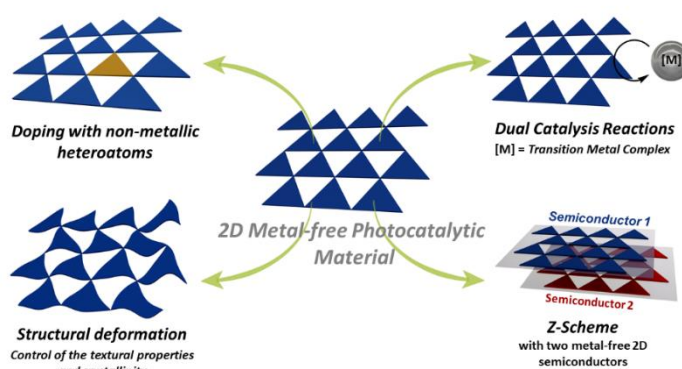 [M]
Doping with non-metallic
heteroatoms
Dual Catalysis Reactions
[M] = Transition Metal Complex
2D Metal-free Photocatalytic
Material
Semiconductor 1
Semiconductor 2
Structural deformation
Control of the textural properties
Z-Scheme
with two metal-free 2D
semiconductors